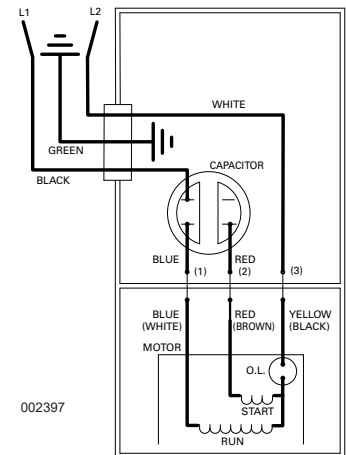 L1
L2
WHITE
GREEN
CAPACITOR
BLACK
BLUE
RED
(1)
(2)
(3)
BLUE
(WHITE)
RED
(BROWN)
YELLOW
(BLACK)
MOTOR
O.L.
START
RUN
002397